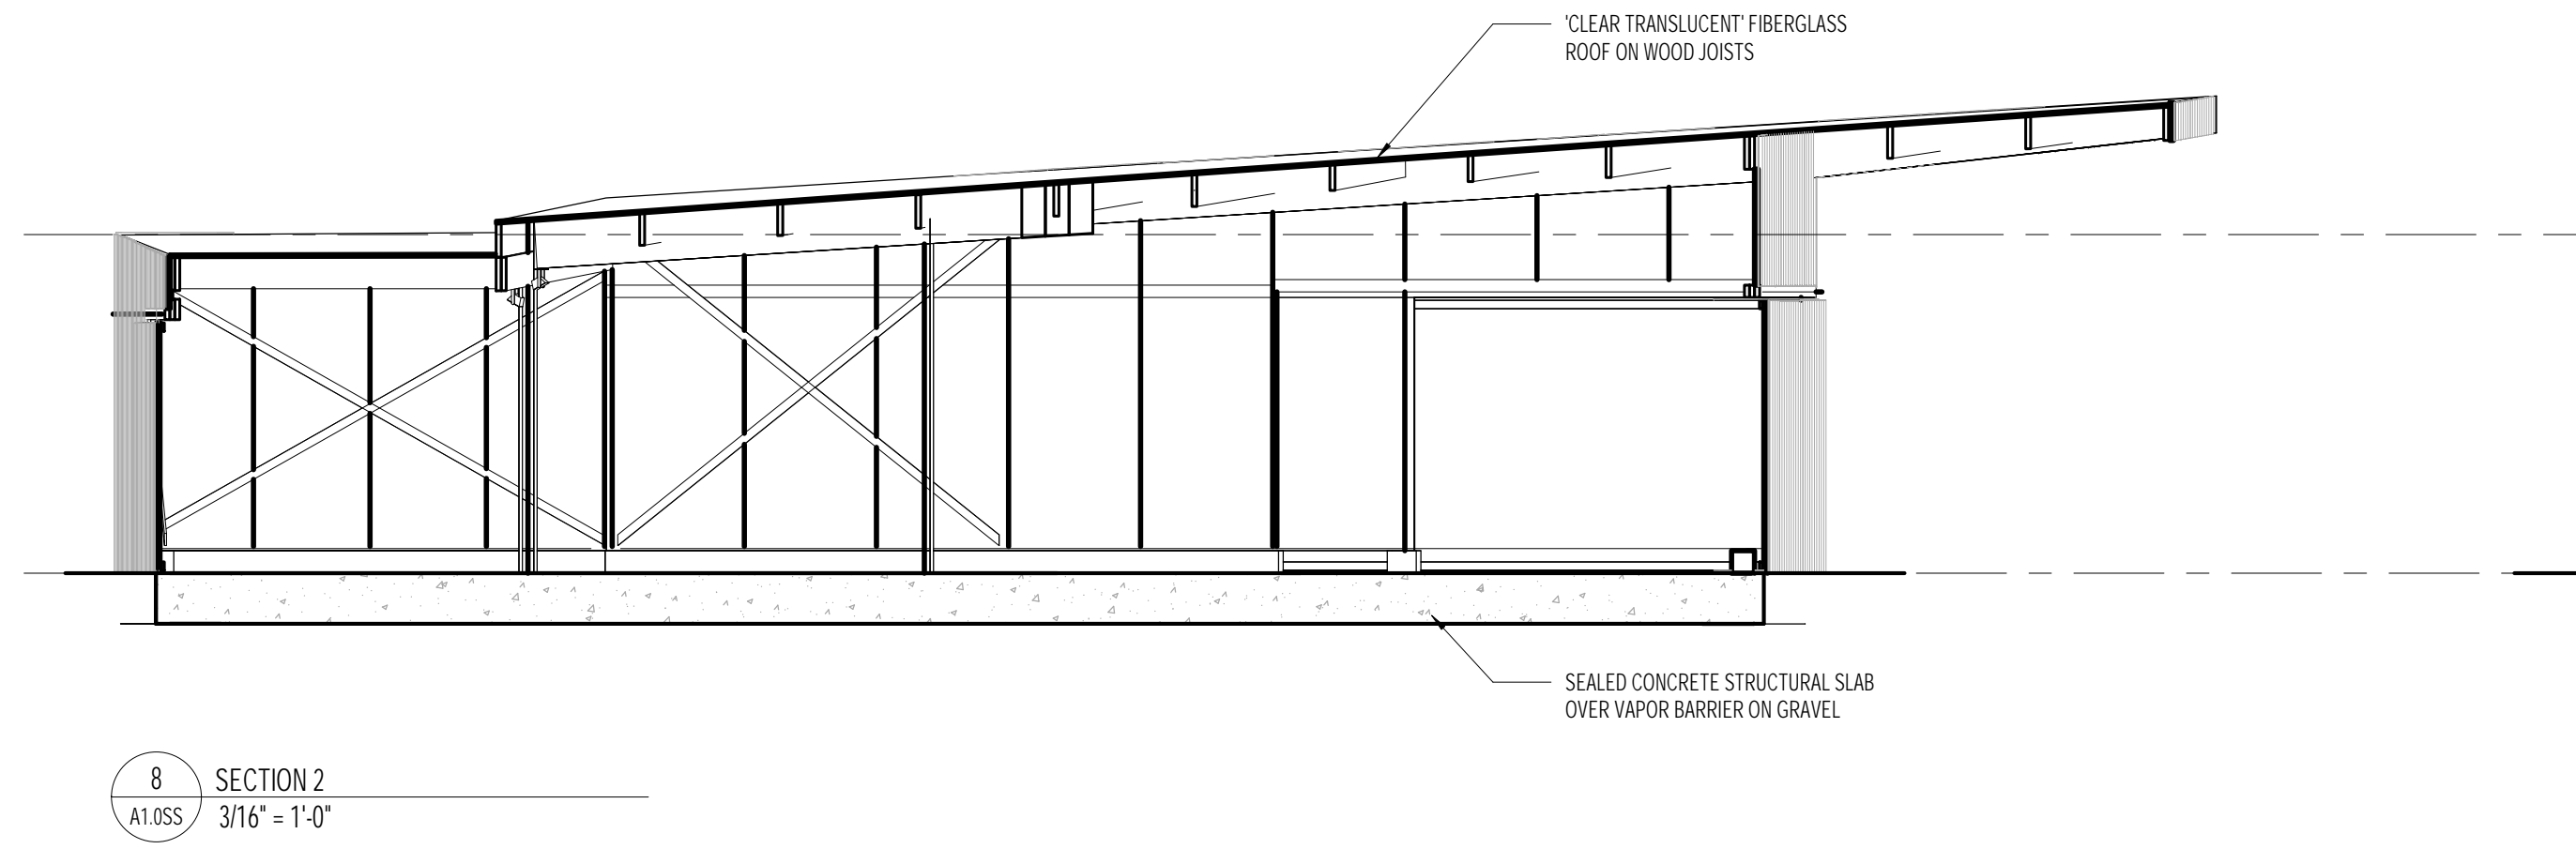 'CLEAR TRANSLUCENT' FIBERGLASS
ROOF ON WOOD JOISTS
SEALED CONCRETE STRUCTURAL SLAB
OVER VAPOR BARRIER ON GRAVEL
8
SECTION 2
A1.0SS
3/16" = 1'-0"